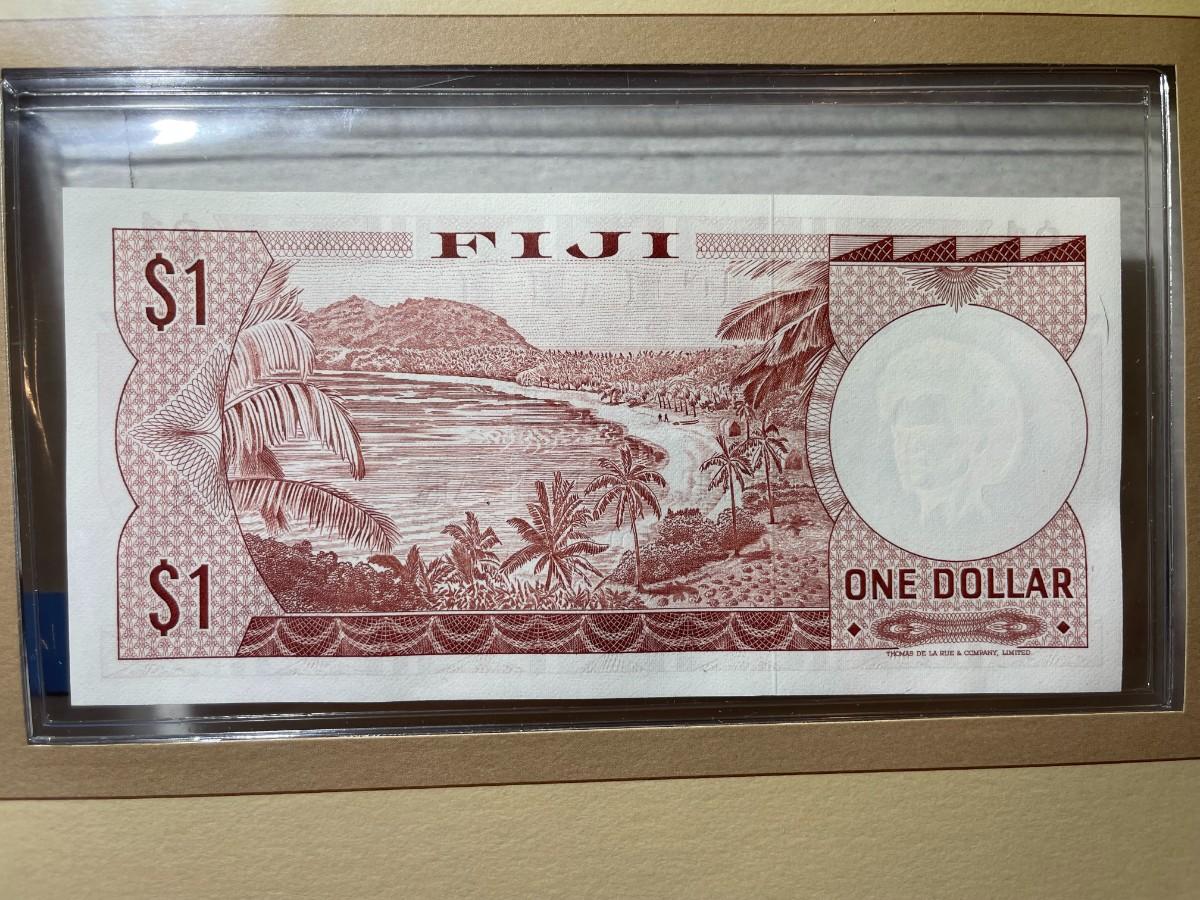 FIJI
$1
$1
ONE DOLLAR
THOMAS DE LA RUE & COMPANY, LIMITED.